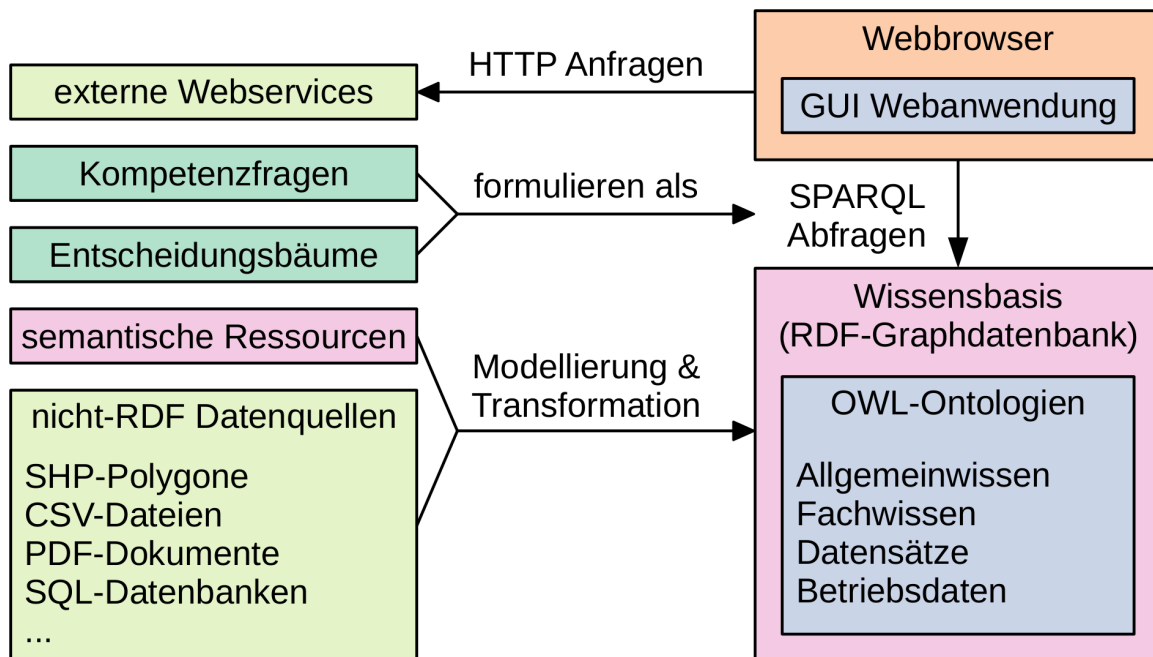 Webbrowser
HTTP Anfragen
externe Webservices
GUI Webanwendung
Kompetenzfragen
formulieren als
SPARQL
Abfragen
Entscheidungsbäume
Wissensbasis
(RDF-Graphdatenbank)
semantische Ressourcen
Modellierung &
Transformation
nicht-RDF Datenquellen
SHP-Polygone
CSV-Dateien
PDF-Dokumente
SQL-Datenbanken
...
OWL-Ontologien
Allgemeinwissen
Fachwissen
Datensätze
Betriebsdaten